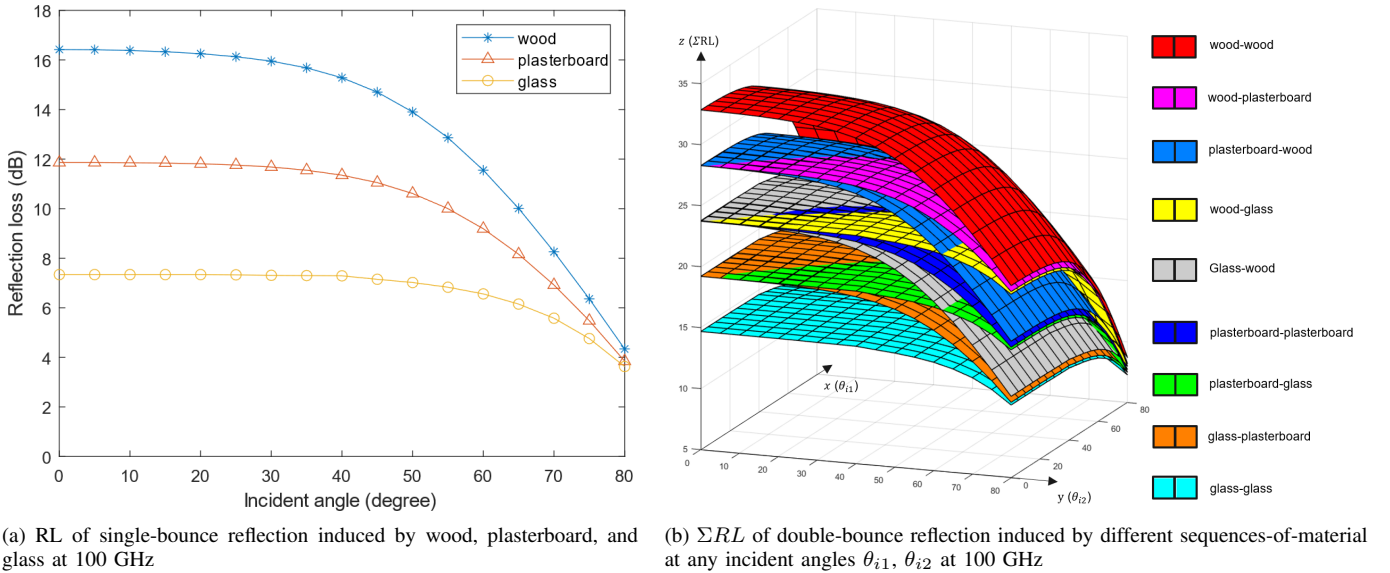 18
16
14
12
10
8
6
4
2
0
0 10 20 30 40 50 60 70 80
Reflection loss (dB)
Incident angle (degree)
wood
plasterboard
glass
(a) RL of single-bounce reflection induced by wood, plasterboard, and
glass at 100 GHz
z (ΣRL)
35
30
25
20
15
10
5
0 10 20 30 40 50 60 70 80
y (θi2)
x (θi1)
0
20
40
60
80
wood-wood
wood-plasterboard
plasterboard-wood
wood-glass
Glass-wood
plasterboard-plasterboard
plasterboard-glass
glass-plasterboard
glass-glass
(b) ΣRL of double-bounce reflection induced by different sequences-of-material
at any incident angles θi1, θi2 at 100 GHz